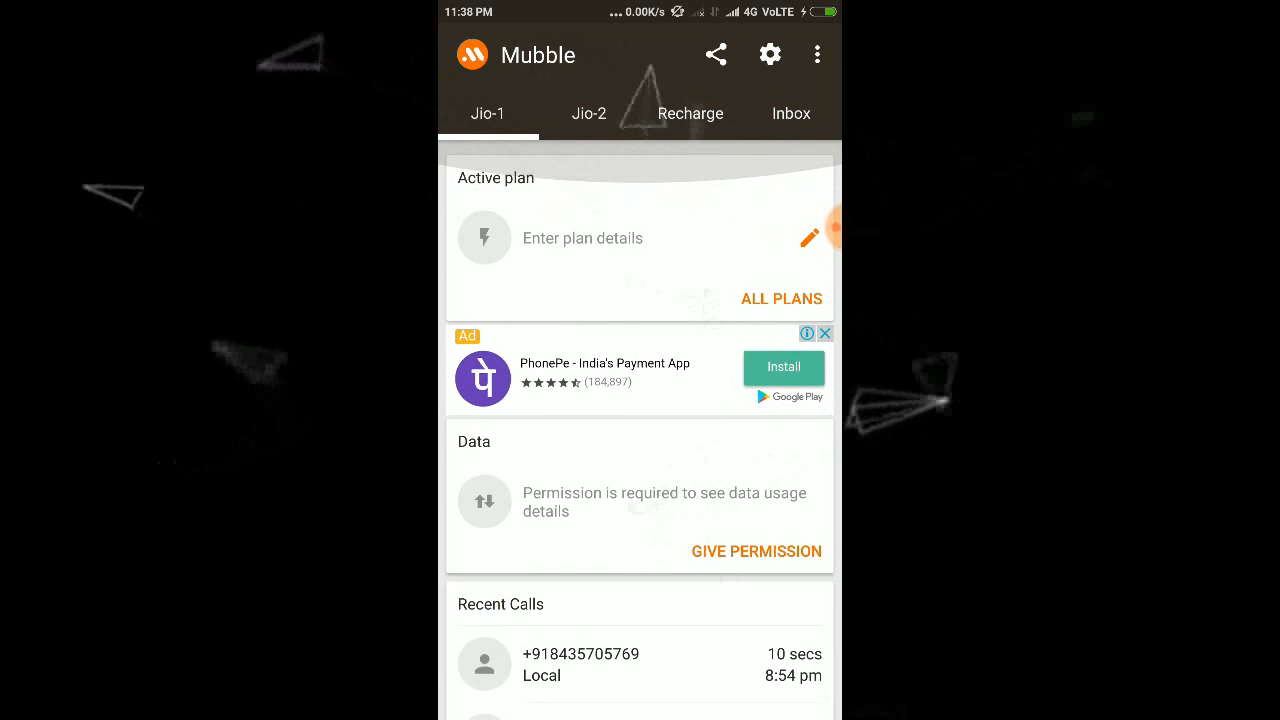 11:38 PM
... 0.00K/s 4G VoLTE
Mubble
Jio-1 Jio-2 Recharge Inbox
Active plan
Enter plan details
ALL PLANS
Ad
पे
PhonePe - India's Payment App
(184,897)
Install
Google Play
Data
Permission is required to see data usage
details
GIVE PERMISSION
Recent Calls
+918435705769 10 secs
Local 8:54 pm